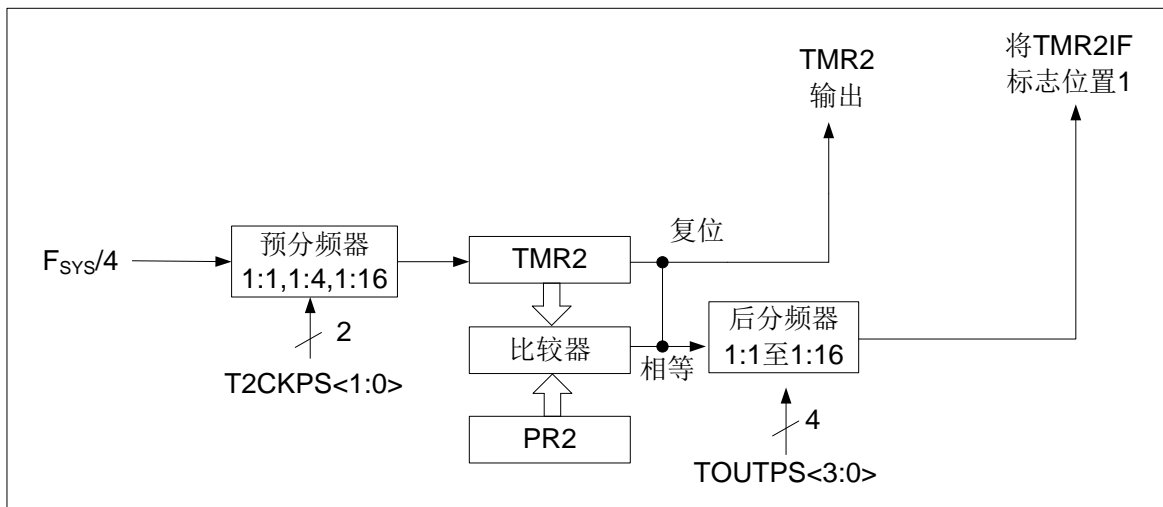 将TMR2IF
标志位置1
TMR2
输出
复位
F_SYS/4
预分频器
1:1,1:4,1:16
TMR2
2
T2CKPS<1:0>
比较器
相等
后分频器
1:1至1:16
PR2
4
TOUTPS<3:0>